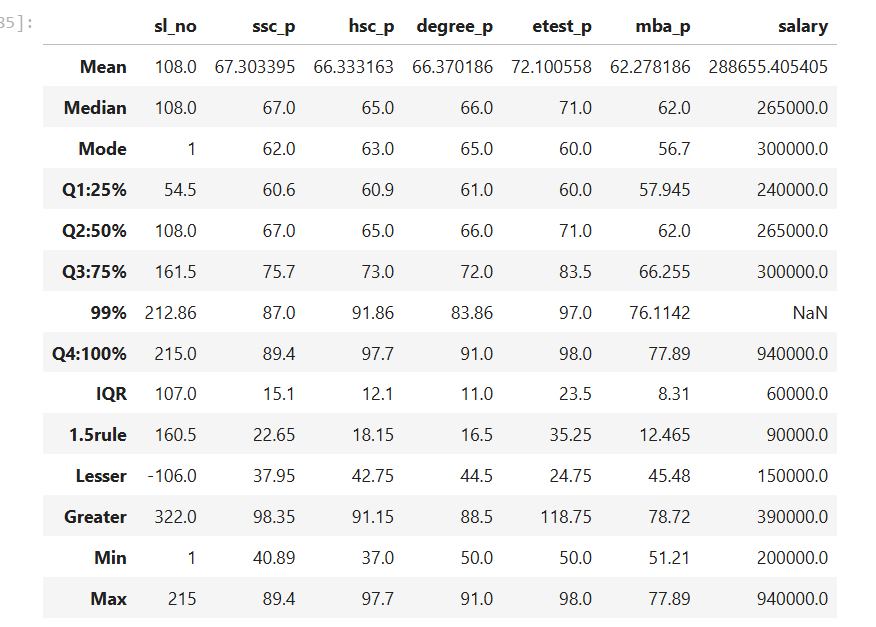 85]:
sl_no ssc_p hsc_p degree_p etest_p mba_p salary
Mean 108.0 67.303395 66.333163 66.370186 72.100558 62.278186 288655.405405
Median 108.0 67.0 65.0 66.0 71.0 62.0 265000.0
Mode 1 62.0 63.0 65.0 60.0 56.7 300000.0
Q1:25% 54.5 60.6 60.9 61.0 60.0 57.945 240000.0
Q2:50% 108.0 67.0 65.0 66.0 71.0 62.0 265000.0
Q3:75% 161.5 75.7 73.0 72.0 83.5 66.255 300000.0
99% 212.86 87.0 91.86 83.86 97.0 76.1142 NaN
Q4:100% 215.0 89.4 97.7 91.0 98.0 77.89 940000.0
IQR 107.0 15.1 12.1 11.0 23.5 8.31 60000.0
1.5rule 160.5 22.65 18.15 16.5 35.25 12.465 90000.0
Lesser -106.0 37.95 42.75 44.5 24.75 45.48 150000.0
Greater 322.0 98.35 91.15 88.5 118.75 78.72 390000.0
Min 1 40.89 37.0 50.0 50.0 51.21 200000.0
Max 215 89.4 97.7 91.0 98.0 77.89 940000.0